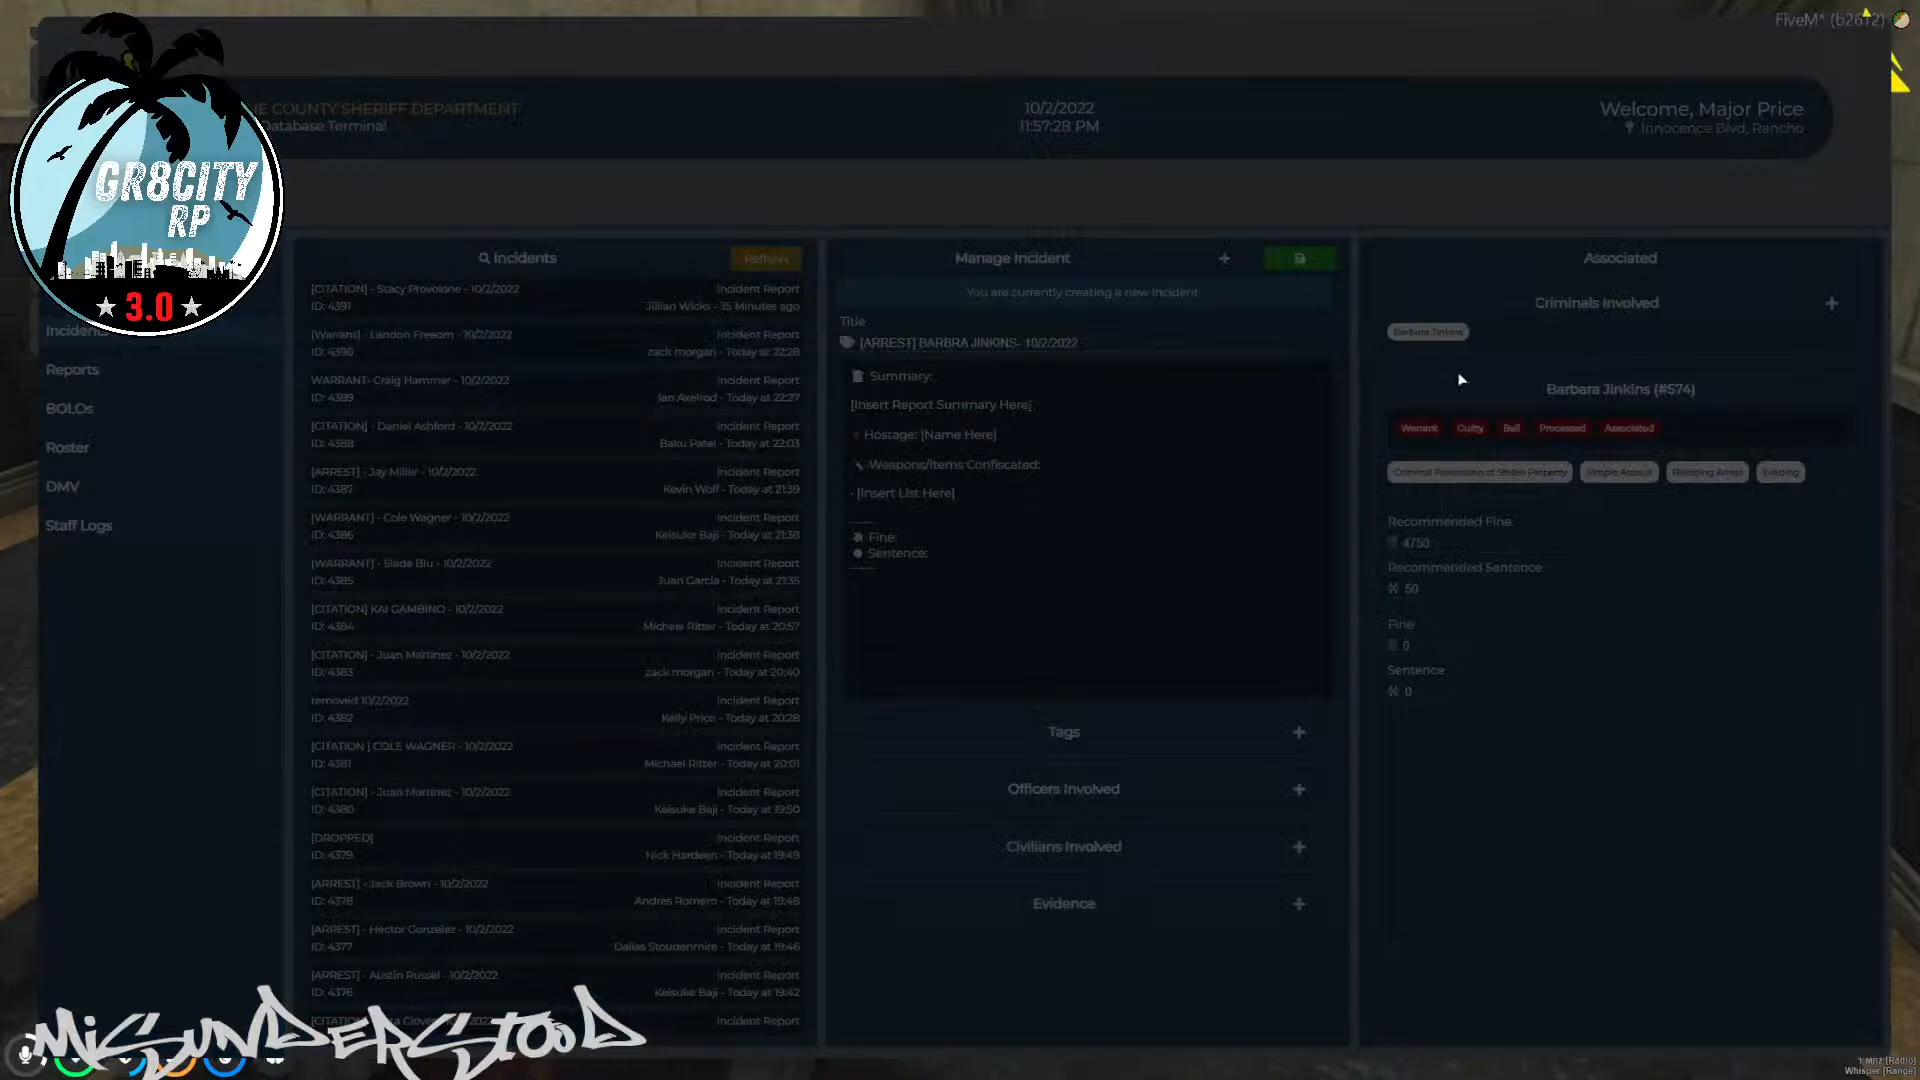 FiveM* (b2612)
GR8CITY
RP
3.0
HE COUNTY SHERIFF DEPARTMENT
Database Terminal
10/2/2022
11:57:28 PM
Welcome, Major Price
Innocence Blvd, Rancho
Incidents
Reports
BOLOs
Roster
DMV
Staff Logs
Incidents
Refresh
[CITATION] - Stacy Provolone - 10/2/2022 Incident Report
ID: 4391 Jillian Wicks - 35 Minutes ago
[Warrant] - Landon Freeom - 10/2/2022 Incident Report
ID: 4390 zack morgan - Today at 22:28
WARRANT- Craig Hammer - 10/2/2022 Incident Report
ID: 4389 Ian Axelrod - Today at 22:27
[CITATION] - Daniel Ashford - 10/2/2022 Incident Report
ID: 4388 Baku Patel - Today at 22:03
[ARREST] - Jay Miller - 10/2/2022 Incident Report
ID: 4387 Kevin Wolf - Today at 21:39
[WARRANT] - Cole Wagner - 10/2/2022 Incident Report
ID: 4386 Keisuke Baji - Today at 21:38
[WARRANT] - Slade Blu - 10/2/2022 Incident Report
ID: 4385 Juan Garcia - Today at 21:35
[CITATION] KAI GAMBINO - 10/2/2022 Incident Report
ID: 4384 Michael Ritter - Today at 20:57
[CITATION] - Juan Martinez - 10/2/2022 Incident Report
ID: 4383 zack morgan - Today at 20:40
removed 10/2/2022 Incident Report
ID: 4382 Kelly Price - Today at 20:28
[CITATION ] COLE WAGNER - 10/2/2022 Incident Report
ID: 4381 Michael Ritter - Today at 20:01
[CITATION] - Juan Martinez - 10/2/2022 Incident Report
ID: 4380 Keisuke Baji - Today at 19:50
[DROPPED] Incident Report
ID: 4379 Nick Hardeen - Today at 19:49
[ARREST] - Jack Brown - 10/2/2022 Incident Report
ID: 4378 Andres Romero - Today at 19:48
[ARREST] - Hector Gonzelez - 10/2/2022 Incident Report
ID: 4377 Dallas Stoudenmire - Today at 19:46
[ARREST] - Austin Russel - 10/2/2022 Incident Report
ID: 4376 Keisuke Baji - Today at 19:42
Incident Report
Manage Incident
You are currently creating a new incident
Title
[ARREST] BARBRA JINKINS- 10/2/2022
Summary:
[Insert Report Summary Here]
Hostage: [Name Here]
Weapons/Items Confiscated:
· [Insert List Here]
Fine:
Sentence:
Tags
Officers Involved
Civilians Involved
Evidence
Associated
Criminals Involved
Barbara Jinkins
Barbara Jinkins (#574)
Warrant Guilty Bail Processed Associated
Criminal Possession of Stolen Property Simple Assault Resisting Arrest Evading
Recommended Fine
4750
Recommended Sentence
50
Fine
0
Sentence
0
MISUNDERSTOOD
1 MHz [Radio]
Whisper [Range]